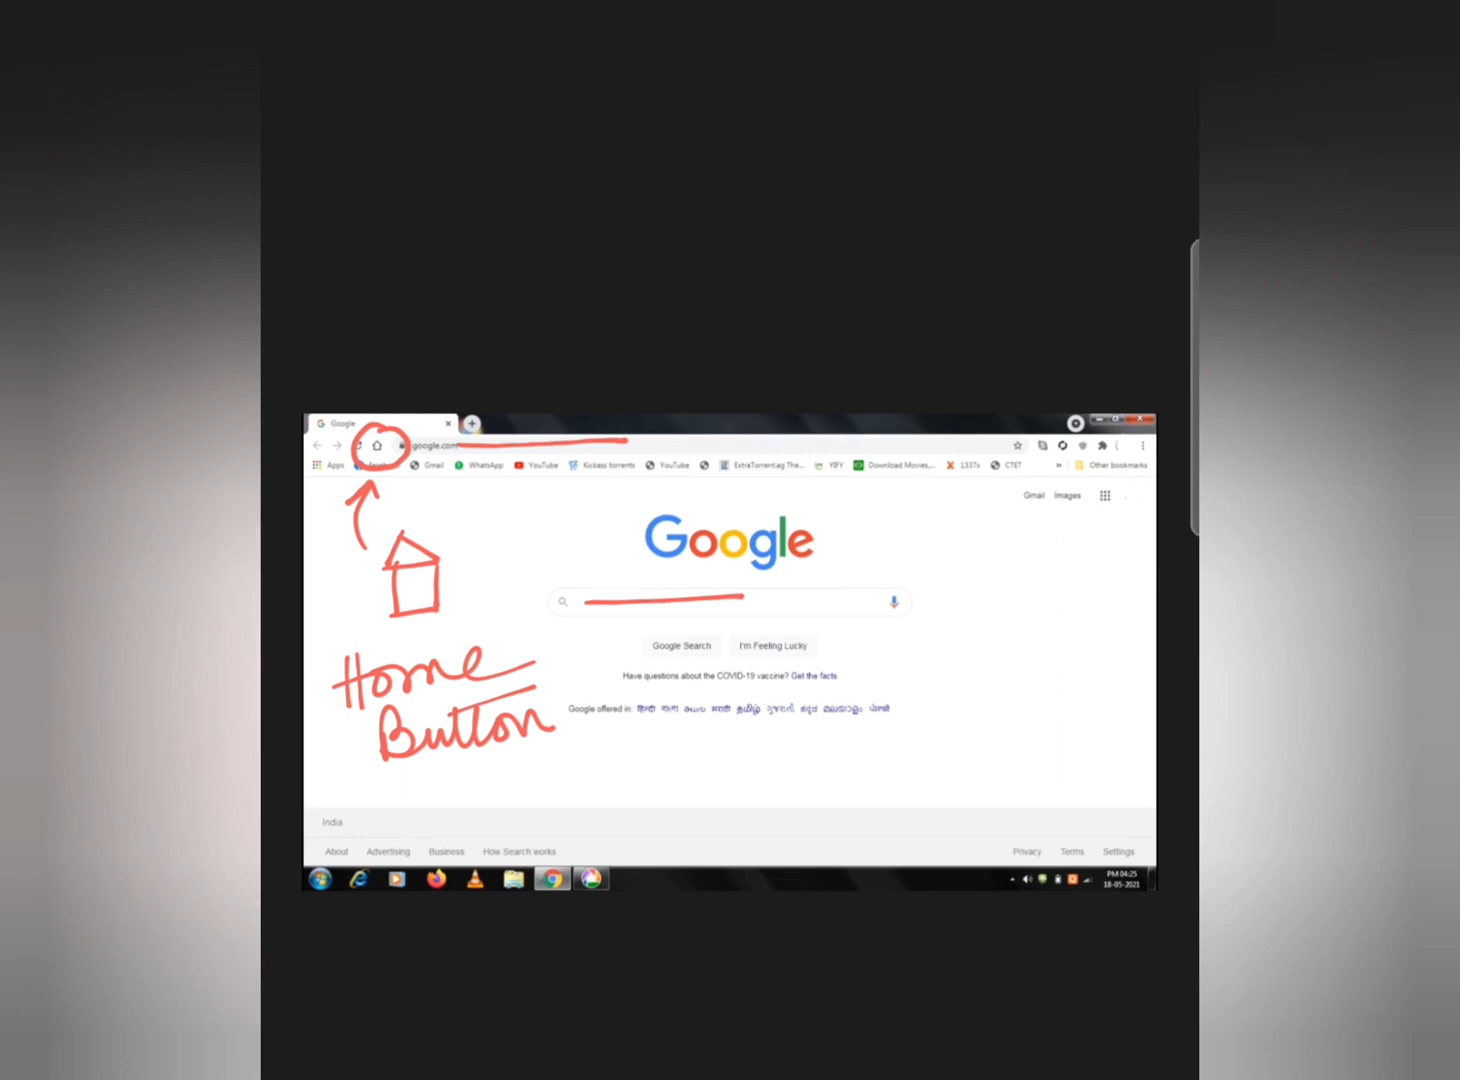 Google
google.com
Apps Facebook Gmail WhatsApp YouTube Kickass torrents YouTube ExtraTorrent.ag The... YIFY Download Movies,... 1337x CTET » Other bookmarks
Gmail Images
Google
Google Search I'm Feeling Lucky
Have questions about the COVID-19 vaccine? Get the facts
Google offered in: हिन्दी বাংলা తెలుగు मराठी தமிழ் ગુજરાતી ಕನ್ನಡ മലയാളം ਪੰਜਾਬੀ
Home
Button
India
About Advertising Business How Search works Privacy Terms Settings
PM 04:25
18-05-2021